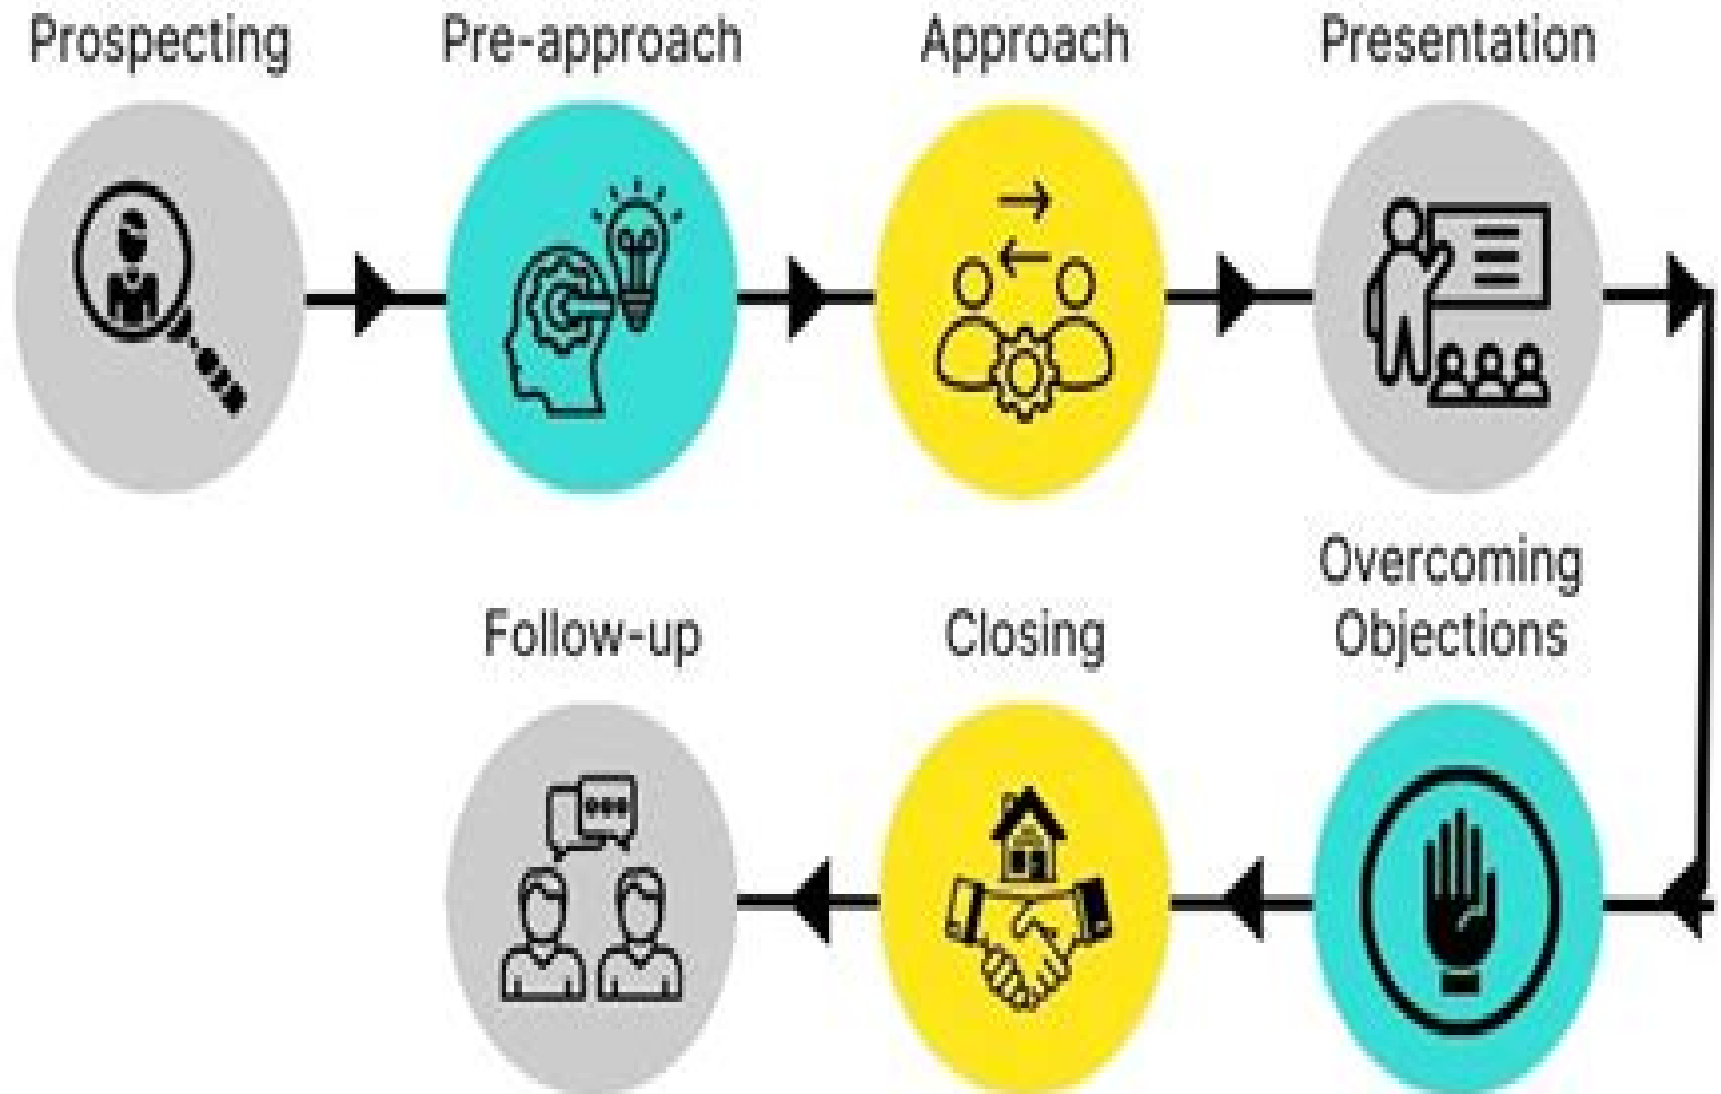 Prospecting
Pre-approach
Approach
Presentation
Overcoming
Objections
Closing
Follow-up